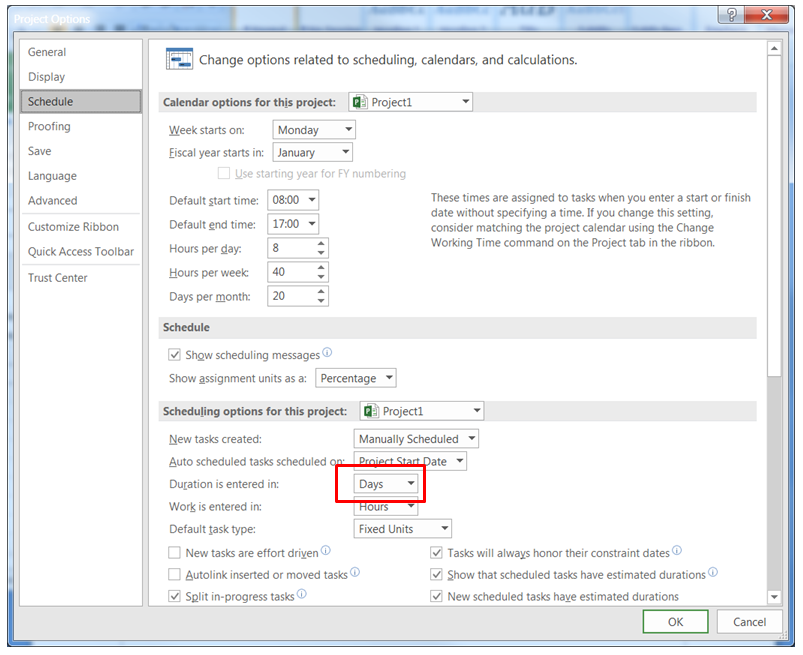 Project Options
General
Display
Schedule
Proofing
Save
Language
Advanced
Customize Ribbon
Quick Access Toolbar
Trust Center
Change options related to scheduling, calendars, and calculations.
Calendar options for this project: Project1
Week starts on: Monday
Fiscal year starts in: January
Use starting year for FY numbering
Default start time: 08:00
Default end time: 17:00
Hours per day: 8
Hours per week: 40
Days per month: 20
These times are assigned to tasks when you enter a start or finish
date without specifying a time. If you change this setting,
consider matching the project calendar using the Change
Working Time command on the Project tab in the ribbon.
Schedule
Show scheduling messages
Show assignment units as a: Percentage
Scheduling options for this project: Project1
New tasks created: Manually Scheduled
Auto scheduled tasks scheduled on: Project Start Date
Duration is entered in: Days
Work is entered in: Hours
Default task type: Fixed Units
New tasks are effort driven
Autolink inserted or moved tasks
Split in-progress tasks
Tasks will always honor their constraint dates
Show that scheduled tasks have estimated durations
New scheduled tasks have estimated durations
OK
Cancel